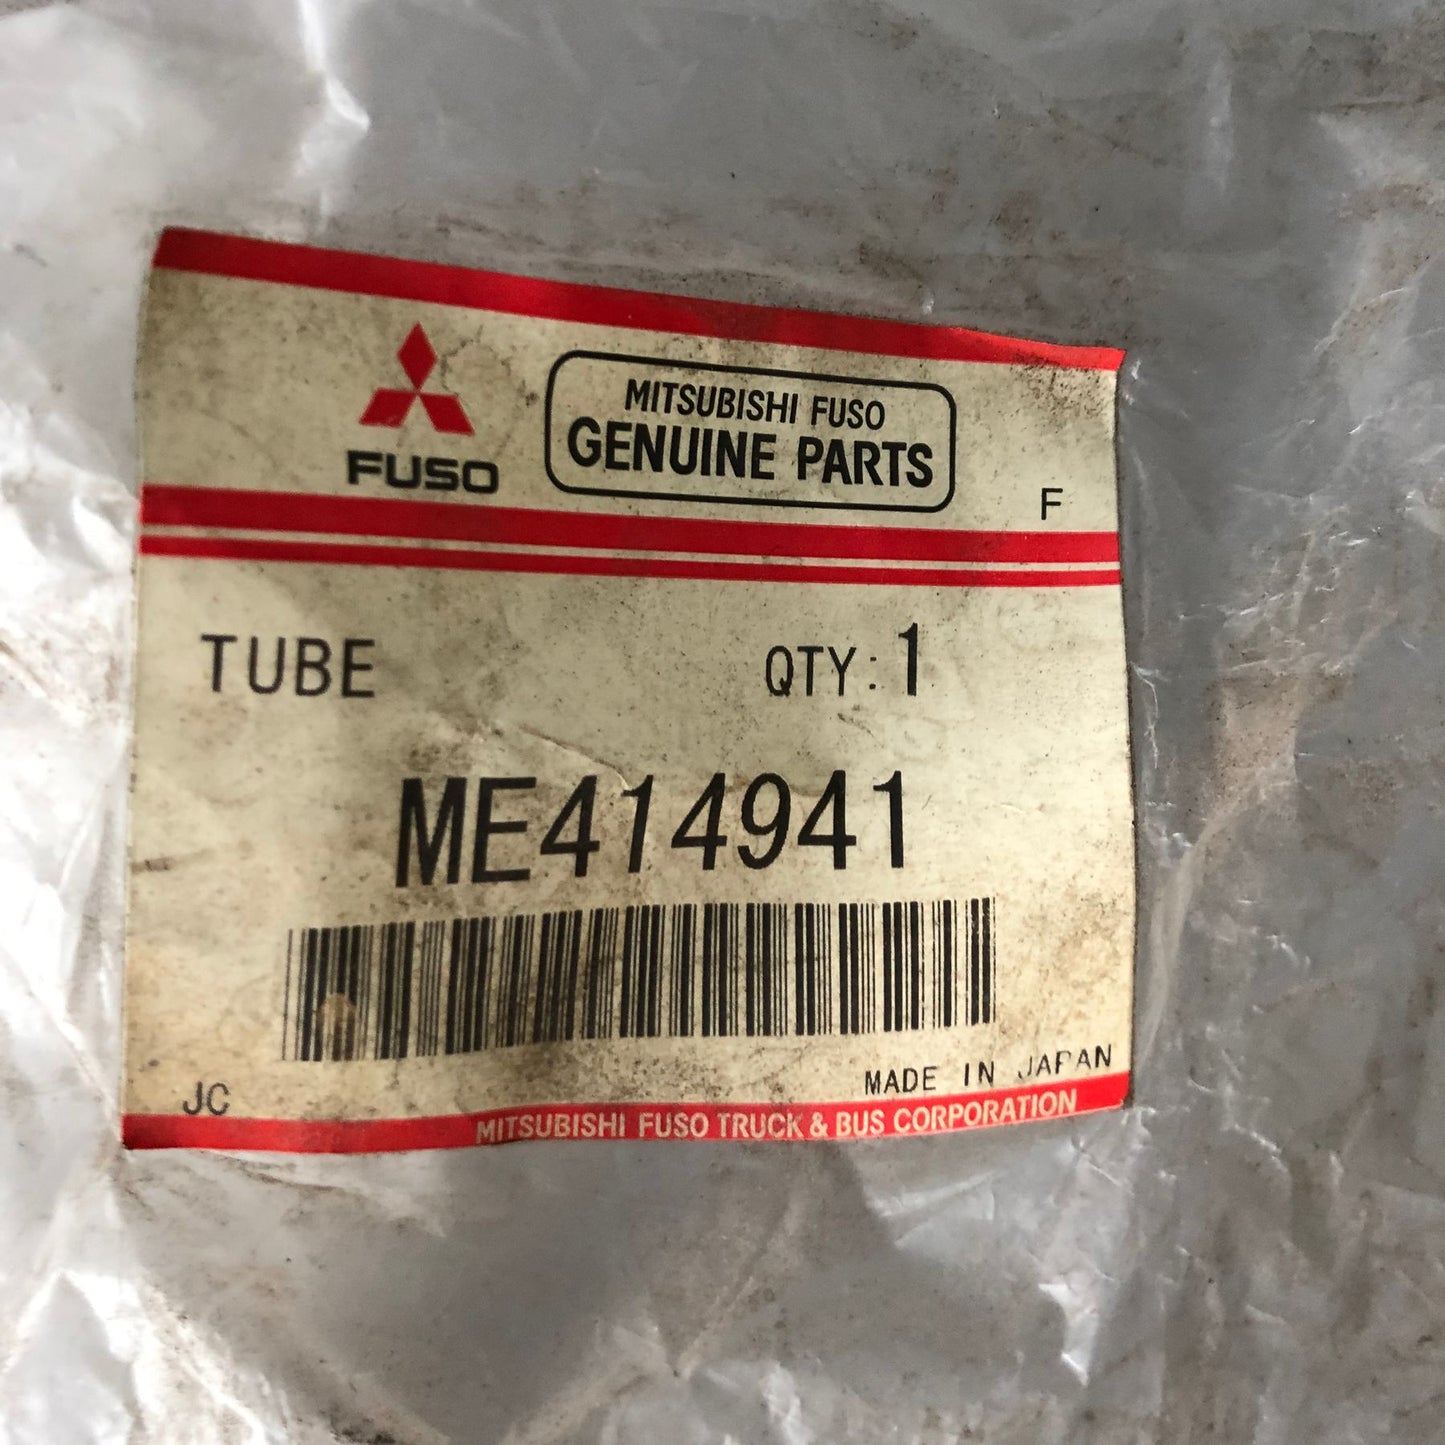 FUSO
MITSUBISHI FUSO
GENUINE PARTS
F
TUBE QTY: 1
ME414941
MADE IN JAPAN
JC
MITSUBISHI FUSO TRUCK & BUS CORPORATION